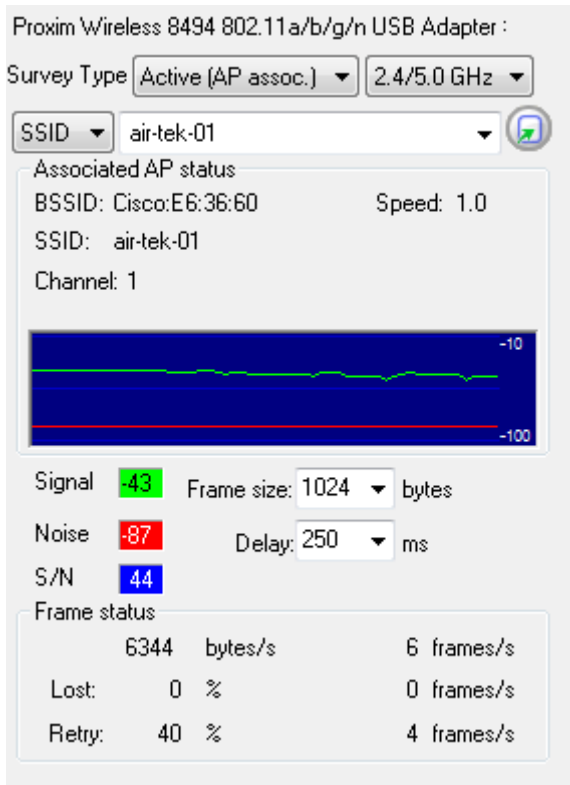 Proxim Wireless 8494 802.11a/b/g/n USB Adapter :
Survey Type Active (AP assoc.) 2.4/5.0 GHz
SSID air-tek-01
Associated AP status
BSSID: Cisco:E6:36:60 Speed: 1.0
SSID: air-tek-01
Channel: 1
-10
-100
Signal -43 Frame size: 1024 bytes
Noise -87 Delay: 250 ms
S/N 44
Frame status
6344 bytes/s 6 frames/s
Lost: 0 % 0 frames/s
Retry: 40 % 4 frames/s